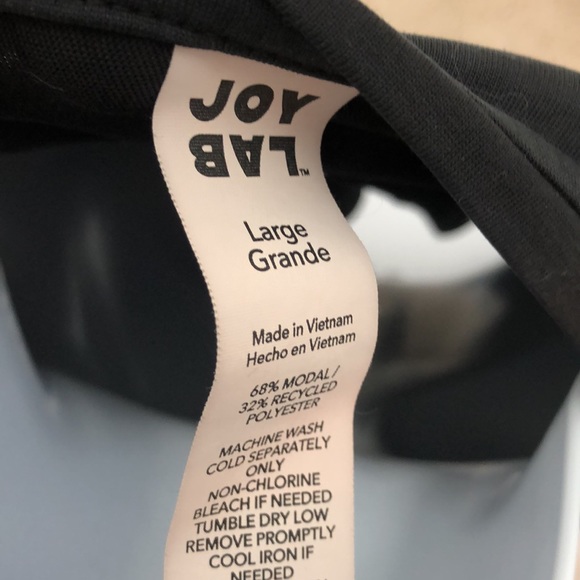 JOY
LAB™
Large
Grande
Made in Vietnam
Hecho en Vietnam
68% MODAL/
32% RECYCLED
POLYESTER
MACHINE WASH
COLD SEPARATELY
ONLY
NON-CHLORINE
BLEACH IF NEEDED
TUMBLE DRY LOW
REMOVE PROMPTLY
COOL IRON IF
NEEDED